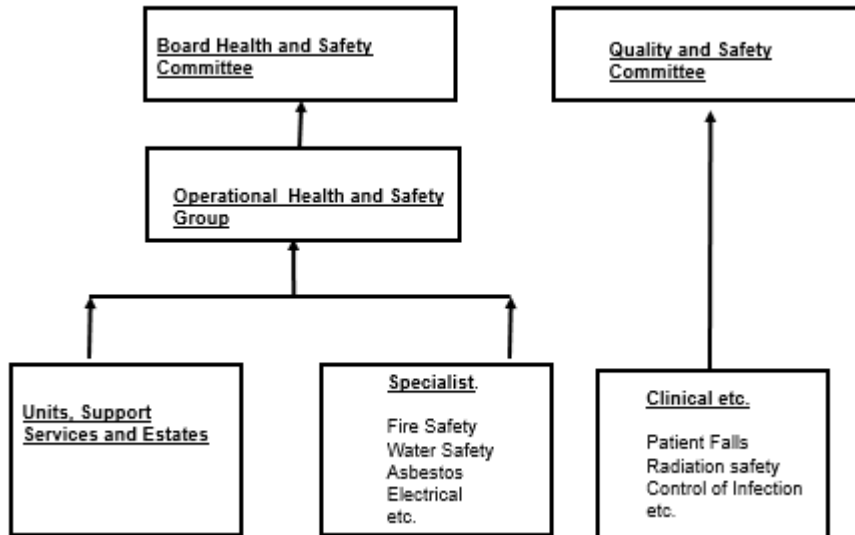 Board Health and Safety
Committee
Quality and Safety
Committee
Operational Health and Safety
Group
Units, Support
Services and Estates
Specialist.
Fire Safety
Water Safety
Asbestos
Electrical
etc.
Clinical etc.
Patient Falls
Radiation safety
Control of Infection
etc.